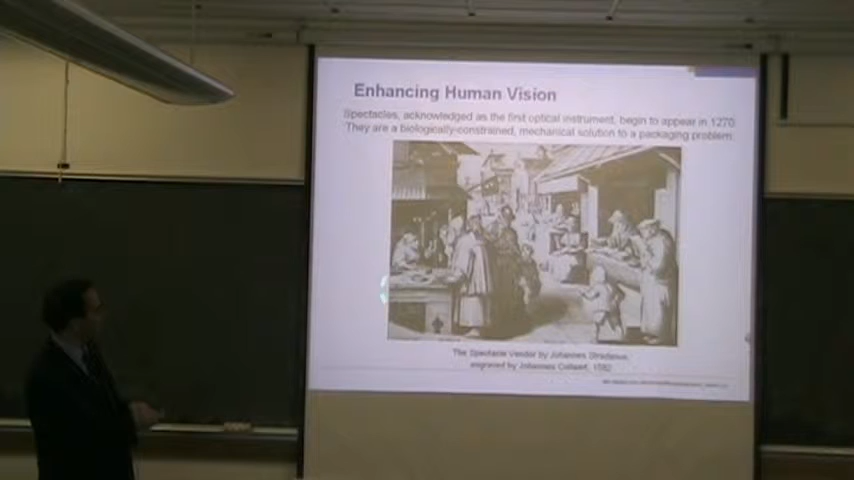 Enhancing Human Vision
Spectacles, acknowledged as the first optical instrument, begin to appear in 1270.
They are a biologically-constrained, mechanical solution to a packaging problem.
The Spectacle Vendor by Johannes Stradanus,
engraved by Johannes Collaert, 1582